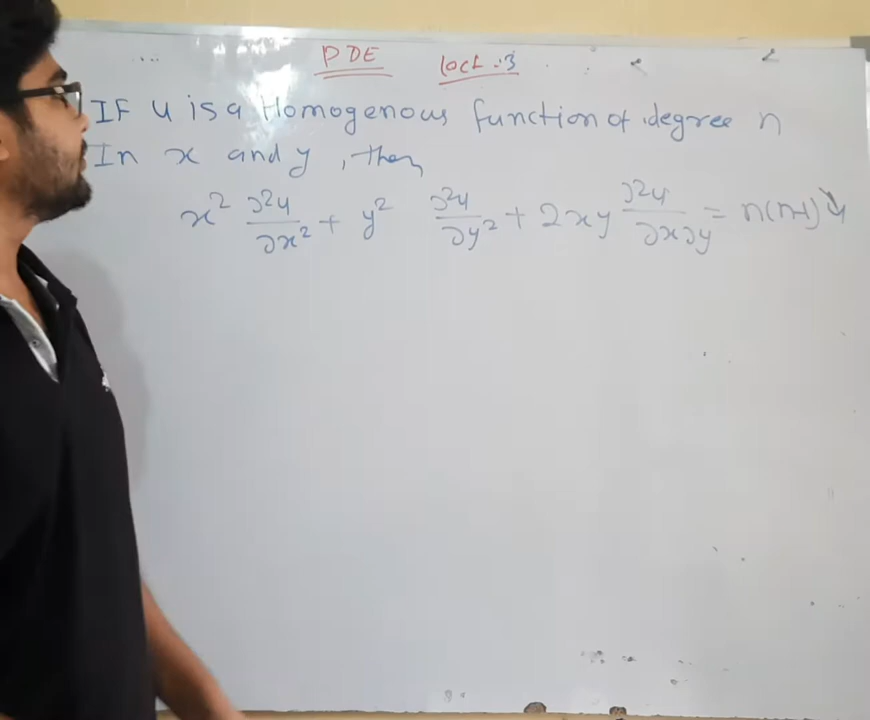 PDE Lect.:3
IF u is a Homogenous function of degree n
In x and y, then
x² ∂²u/∂x² + y² ∂²u/∂y² + 2xy ∂²u/∂x∂y = n(n-1) u